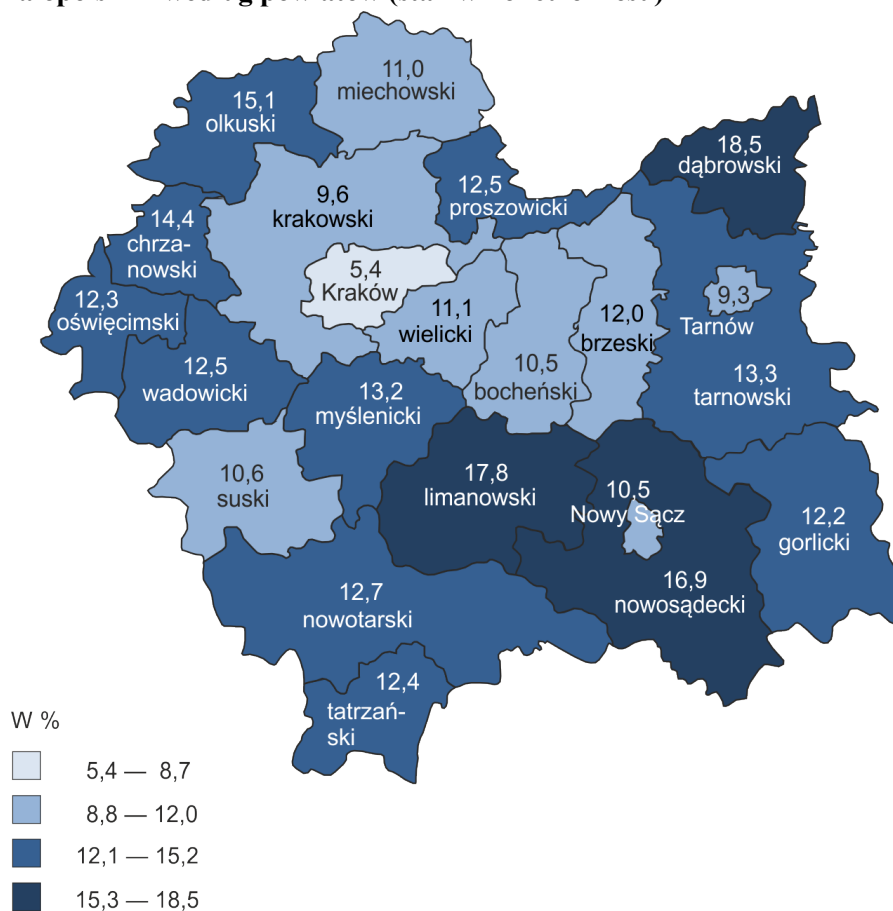 11,0
miechowski
15,1
olkuski
18,5
dąbrowski
12,5
proszowicki
9,6
krakowski
14,4
chrza-
nowski
5,4
Kraków
9,3
Tarnów
12,3
oświęcimski
11,1
wielicki
12,0
brzeski
12,5
wadowicki
10,5
bocheński
13,3
tarnowski
13,2
myślenicki
10,6
suski
17,8
limanowski
10,5
Nowy Sącz
12,2
gorlicki
16,9
nowosądecki
12,7
nowotarski
12,4
tatrzań-
ski
W %
5,4 — 8,7
8,8 — 12,0
12,1 — 15,2
15,3 — 18,5